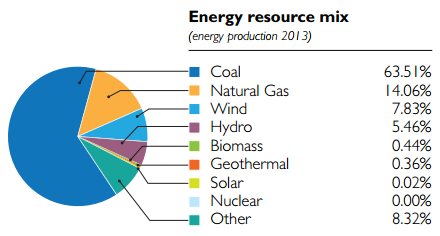 Energy resource mix
(energy production 2013)
Coal 63.51%
Natural Gas 14.06%
Wind 7.83%
Hydro 5.46%
Biomass 0.44%
Geothermal 0.36%
Solar 0.02%
Nuclear 0.00%
Other 8.32%